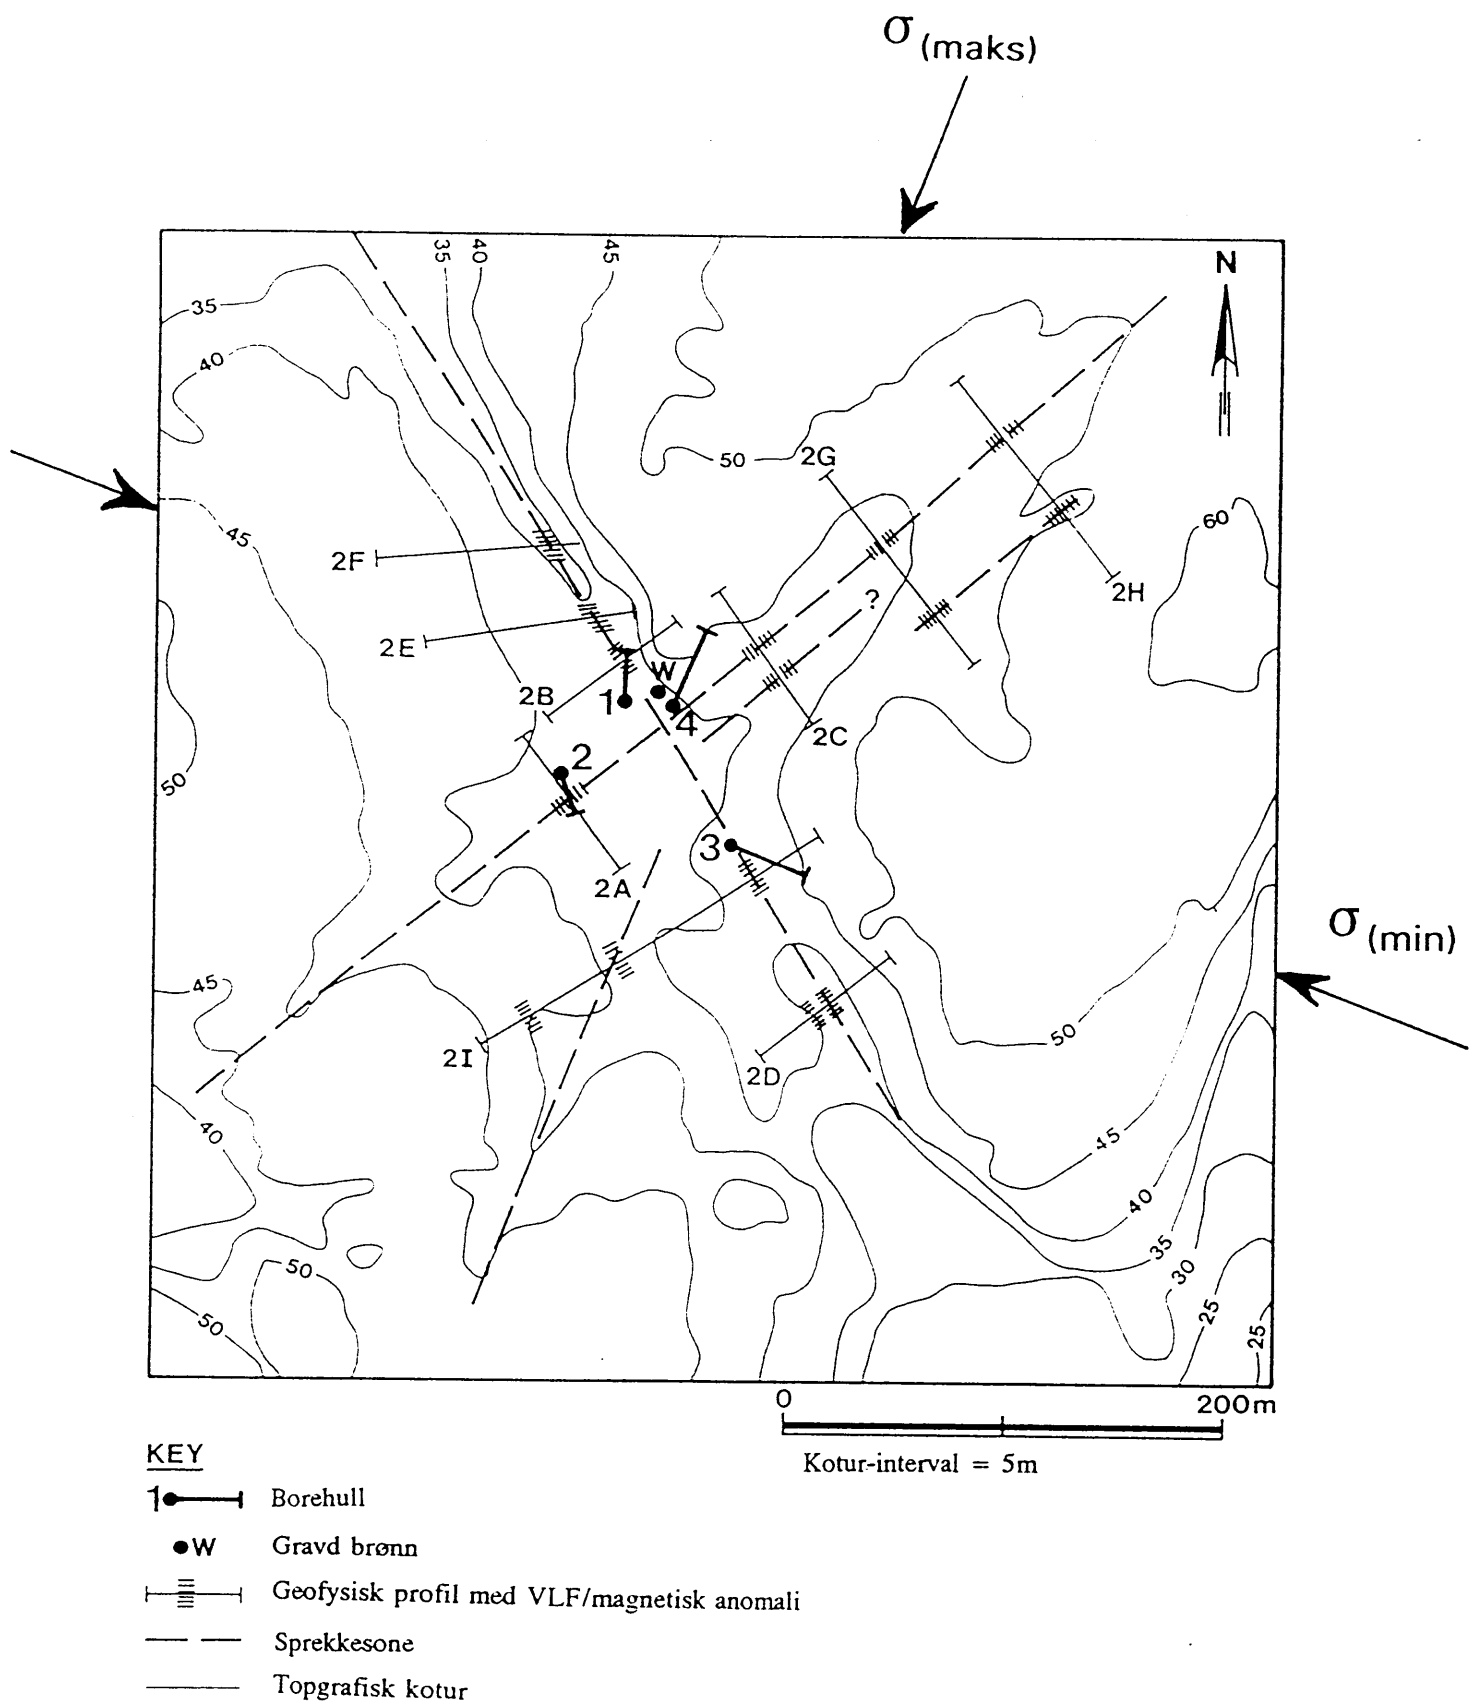 σ (maks)
35
40
45
N
35
40
50
2G
60
45
2F
2H
?
2E
W
2B
1
4
2C
2
50
3
2A
σ (min)
45
50
2I
2D
40
45
40
35
50
30
25
50
25
0
200m
Kotur-interval = 5m
KEY
1 Borehull
W Gravd brønn
Geofysisk profil med VLF/magnetisk anomali
Sprekkesone
Topgrafisk kotur